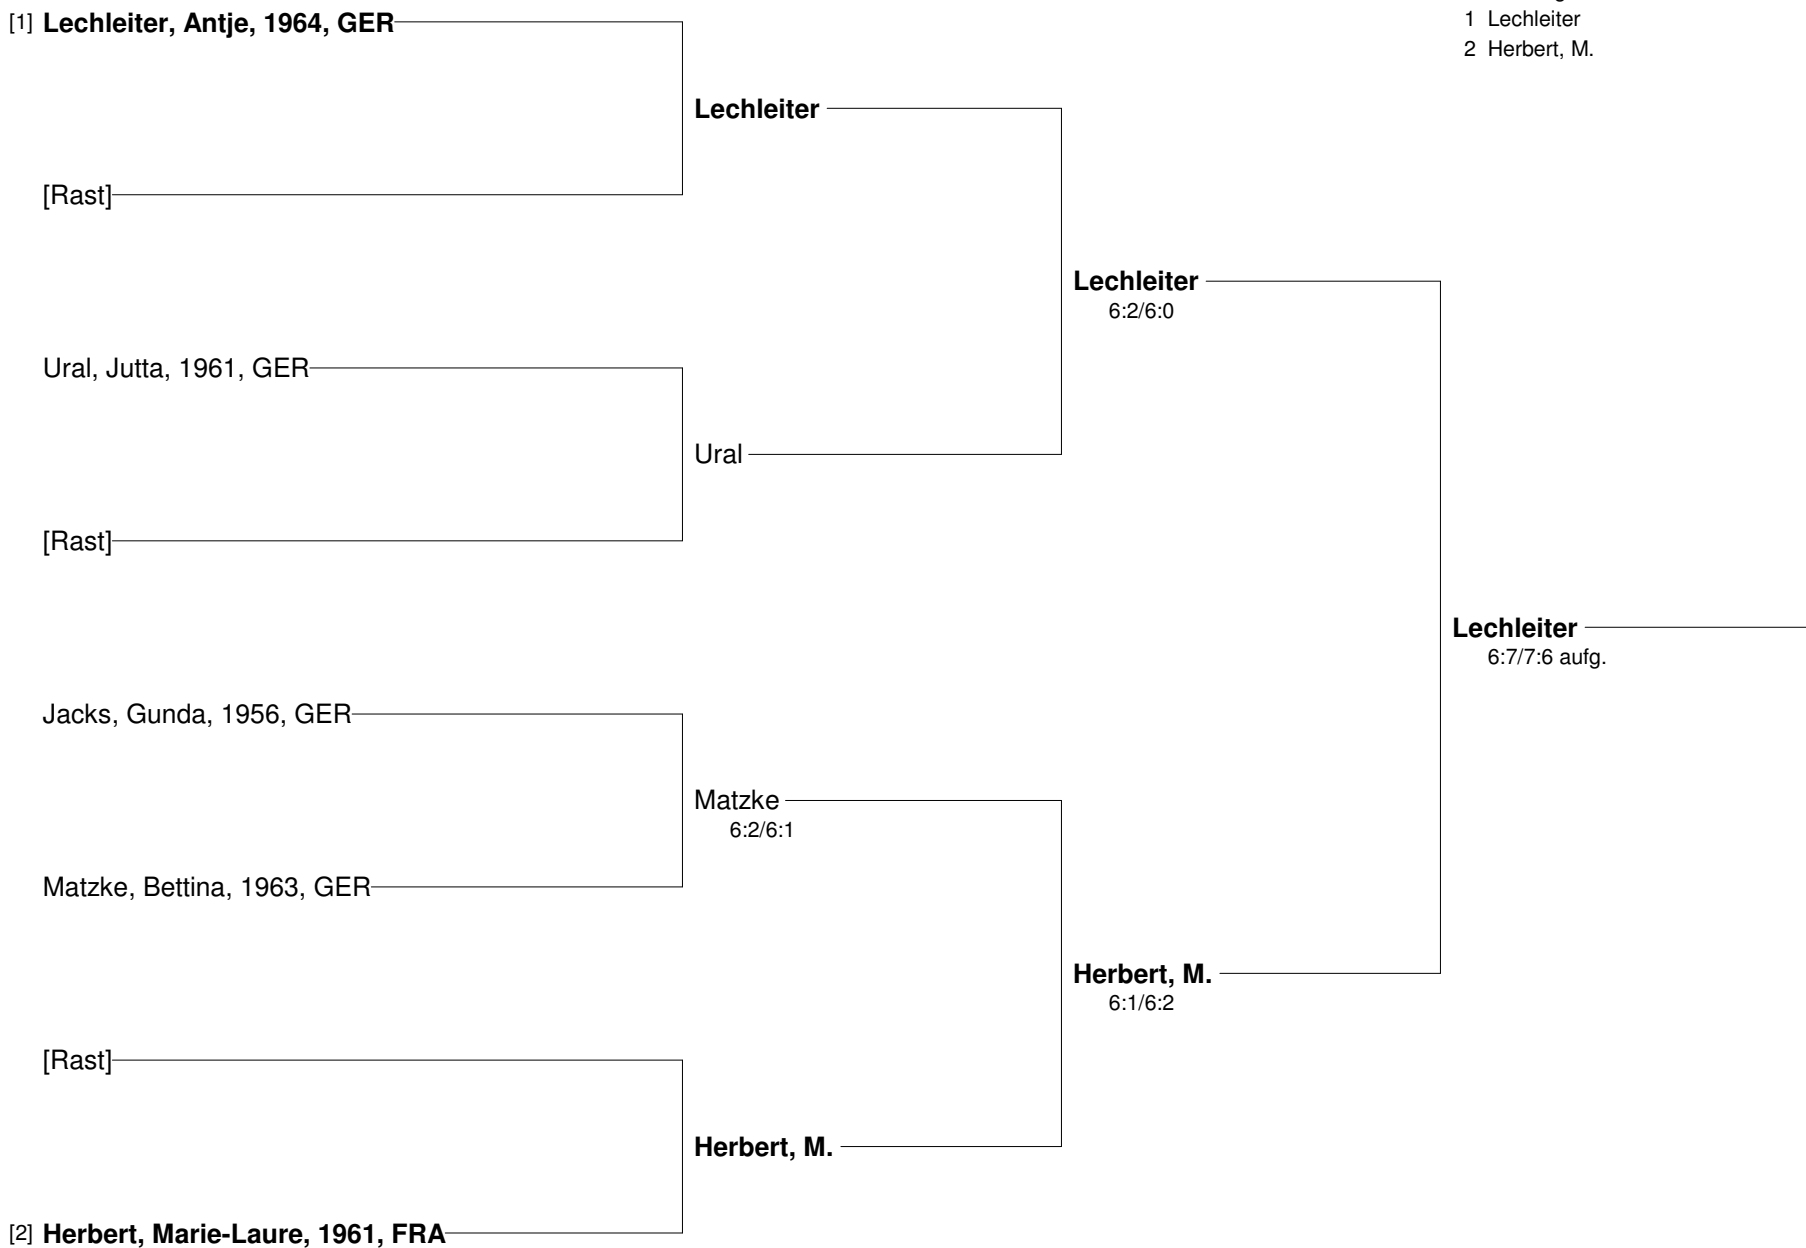 [1] Lechleiter, Antje, 1964, GER
1 Lechleiter
2 Herbert, M.
Lechleiter
[Rast]
Lechleiter
6:2/6:0
Ural, Jutta, 1961, GER
Ural
[Rast]
Lechleiter
6:7/7:6 aufg.
Jacks, Gunda, 1956, GER
Matzke
6:2/6:1
Matzke, Bettina, 1963, GER
Herbert, M.
6:1/6:2
[Rast]
Herbert, M.
[2] Herbert, Marie-Laure, 1961, FRA